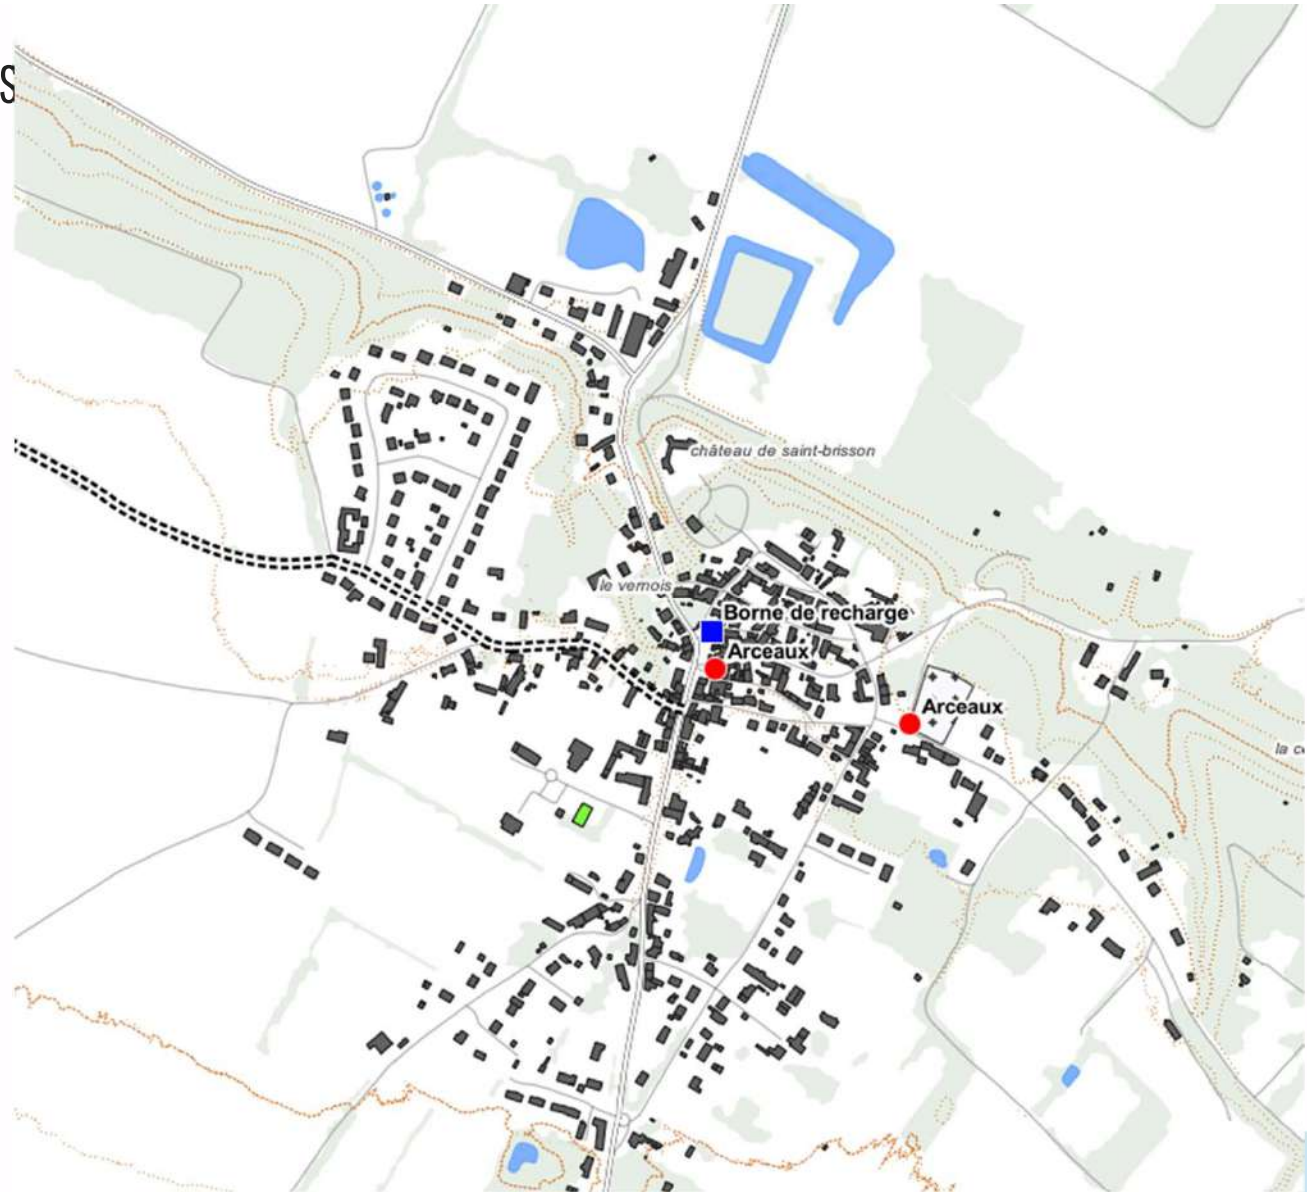 S
château de saint-brisson
le vernois
Borne de recharge
Arceaux
Arceaux